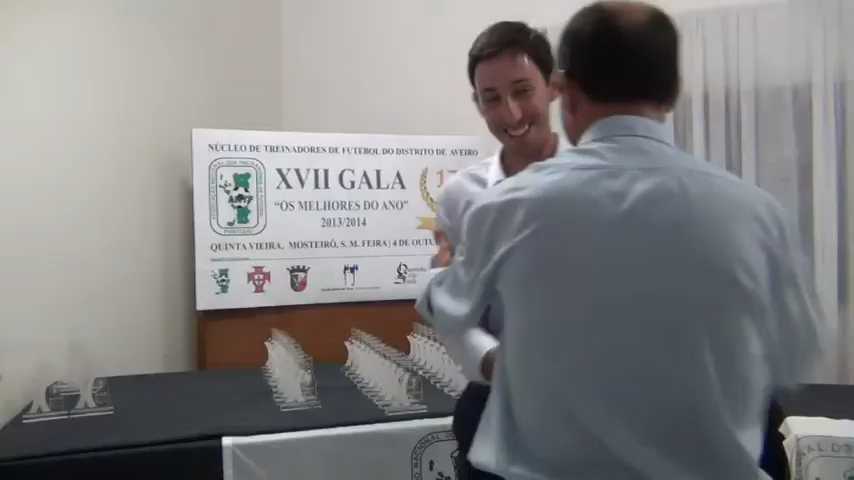 NÚCLEO DE TREINADORES DE FUTEBOL DO DISTRITO DE AVEIRO
XVII GALA
"OS MELHORES DO ANO"
2013/2014
QUINTA VIEIRA, MOSTEIRÓ, S. M. FEIRA | 4 DE OUTU